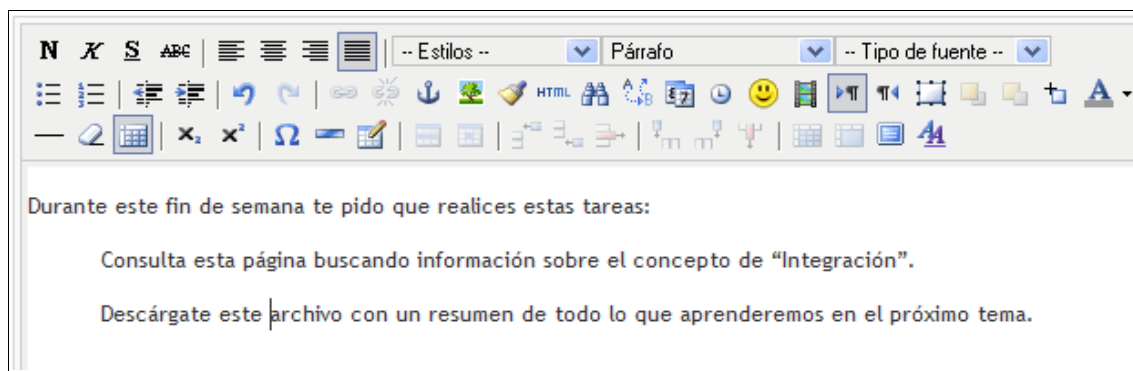 N K S ABC -- Estilos -- Párrafo -- Tipo de fuente --
HTML
Durante este fin de semana te pido que realices estas tareas:
Consulta esta página buscando información sobre el concepto de “Integración”.
Descárgate este archivo con un resumen de todo lo que aprenderemos en el próximo tema.